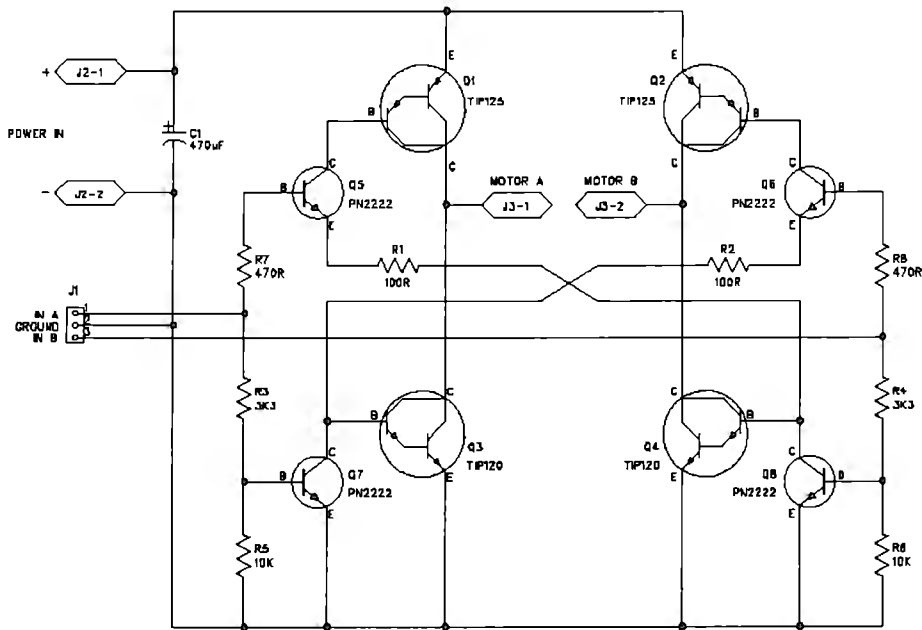 E
E
+ J2-1
Q1
Q2
TIP125
TIP125
B
B
POWER IN
+
C1
470uF
C
C
C
C
- J2-2
Q5
MOTOR A
MOTOR B
Q6
B
PN2222
J3-1
J3-2
PN2222
B
E
E
R7
470R
R1
100R
R2
100R
R8
470R
J1
IN A 1
GROUND 2
IN B 3
R3
3K3
R4
3K3
C
C
B
Q3
Q4
B
TIP120
TIP120
C
C
Q7
E
E
Q8
B
PN2222
PN2222
E
E
R5
10K
R6
10K